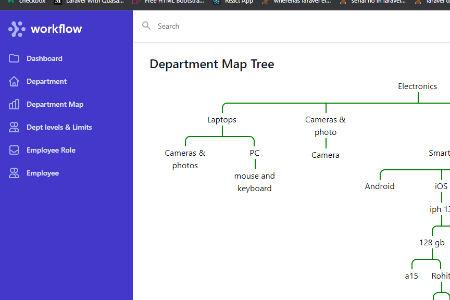 checkbox
Laravel with Quasa...
FREE HTML Bootstra...
React App
whereHas laravel el...
serial no in laravel...
workflow
Search
Dashboard
Department
Department Map
Dept levels & Limits
Employee Role
Employee
Department Map Tree
Electronics
Laptops
Cameras &
photo
Cameras &
photos
PC
Camera
mouse and
keyboard
Smart
Android
iOS
iph 13
128 gb
a15
Rohit